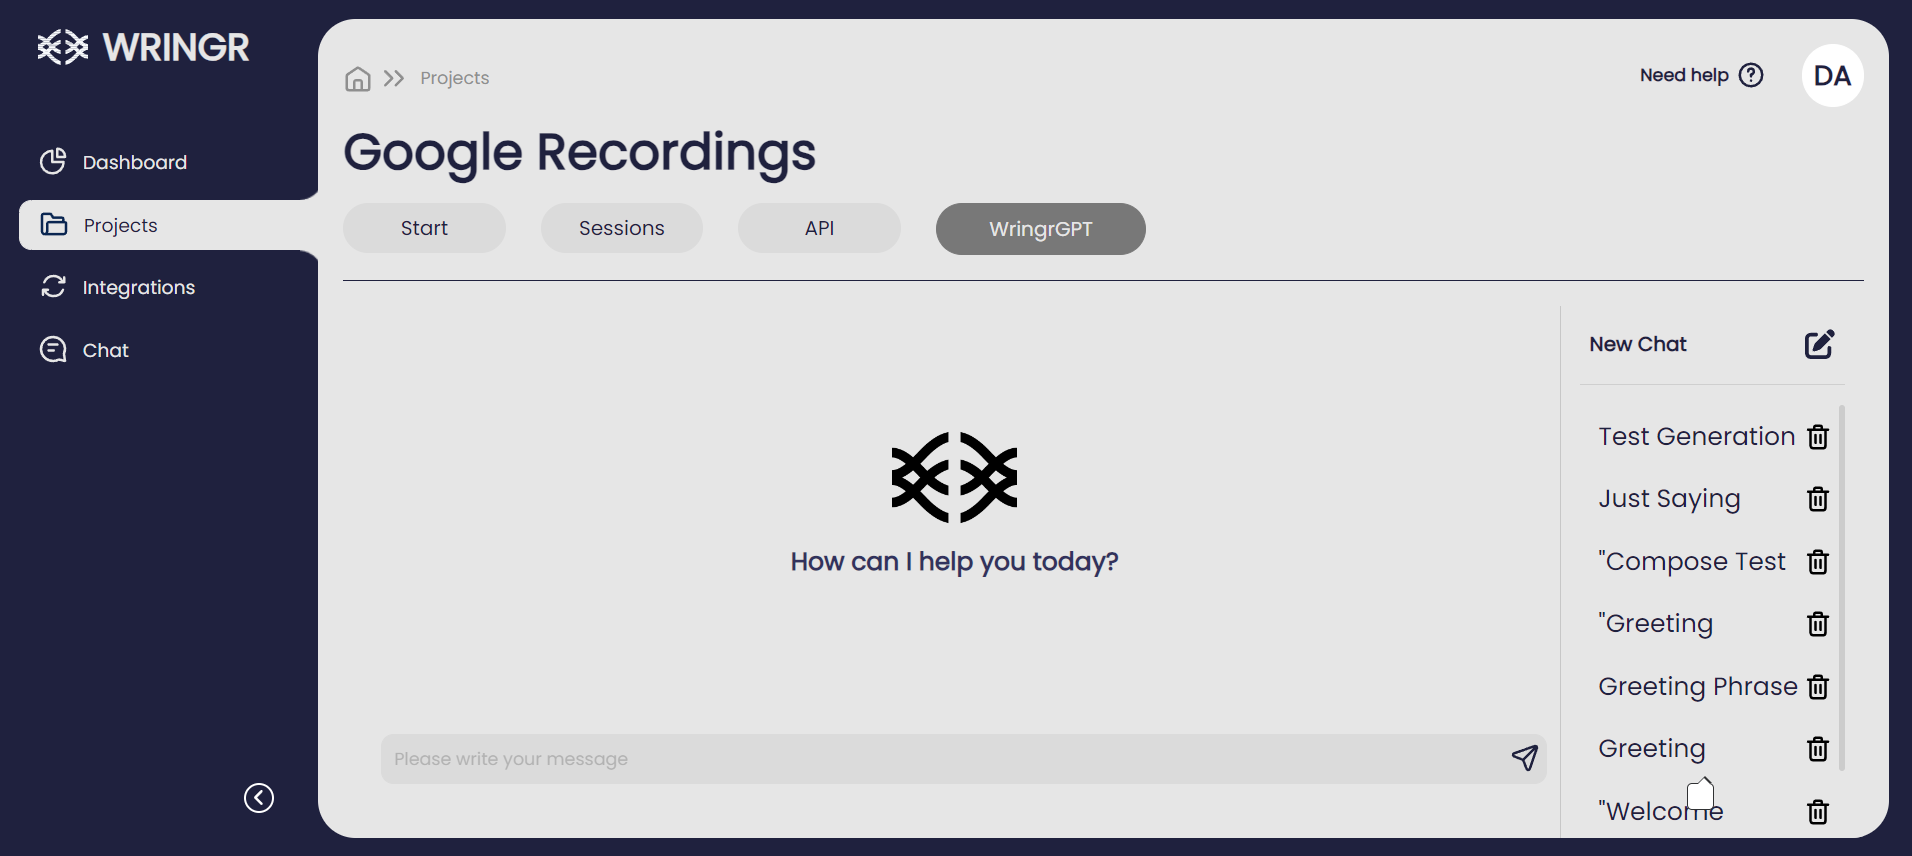 WRINGR
Dashboard
Projects
Integrations
Chat
Projects
Need help
DA
Google Recordings
Start
Sessions
API
WringrGPT
How can I help you today?
Please write your message
New Chat
Test Generation
Just Saying
"Compose Test
"Greeting
Greeting Phrase
Greeting
"Welcome